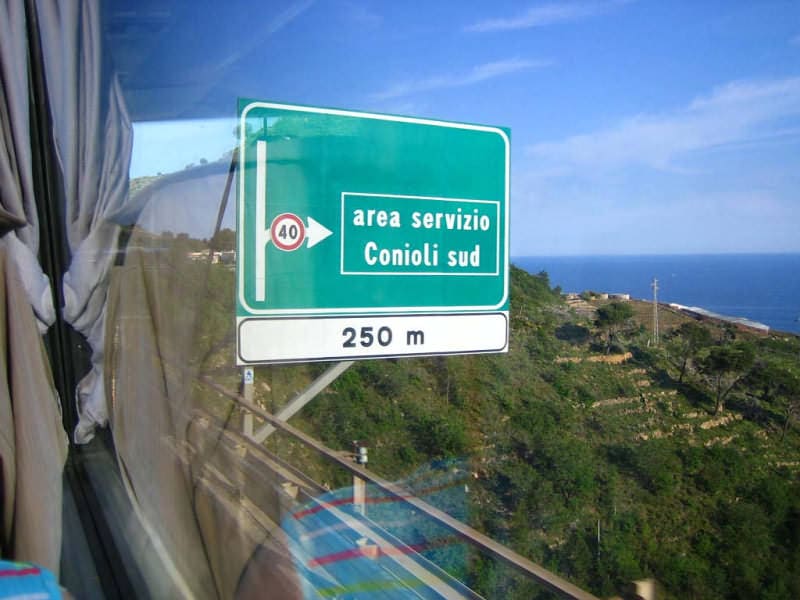 40
area servizio
Conioli sud
250 m